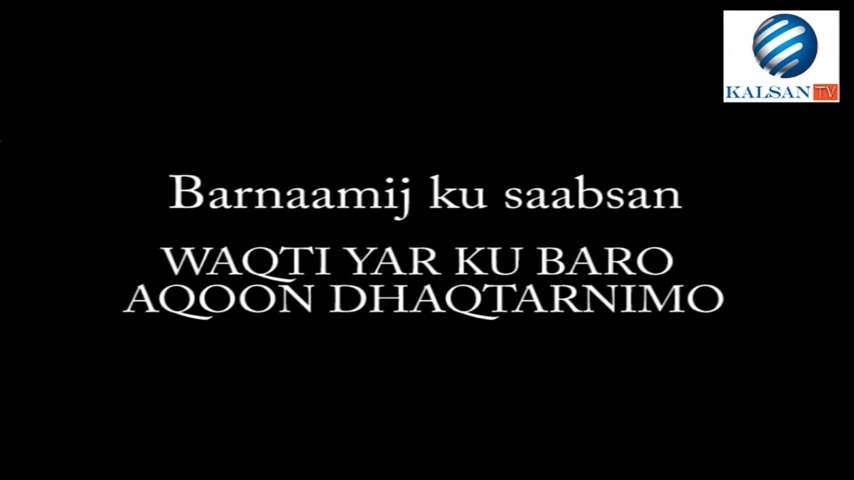 KALSAN TV
Barnaamij ku saabsan
WAQTI YAR KU BARO
AQOON DHAQTARNIMO